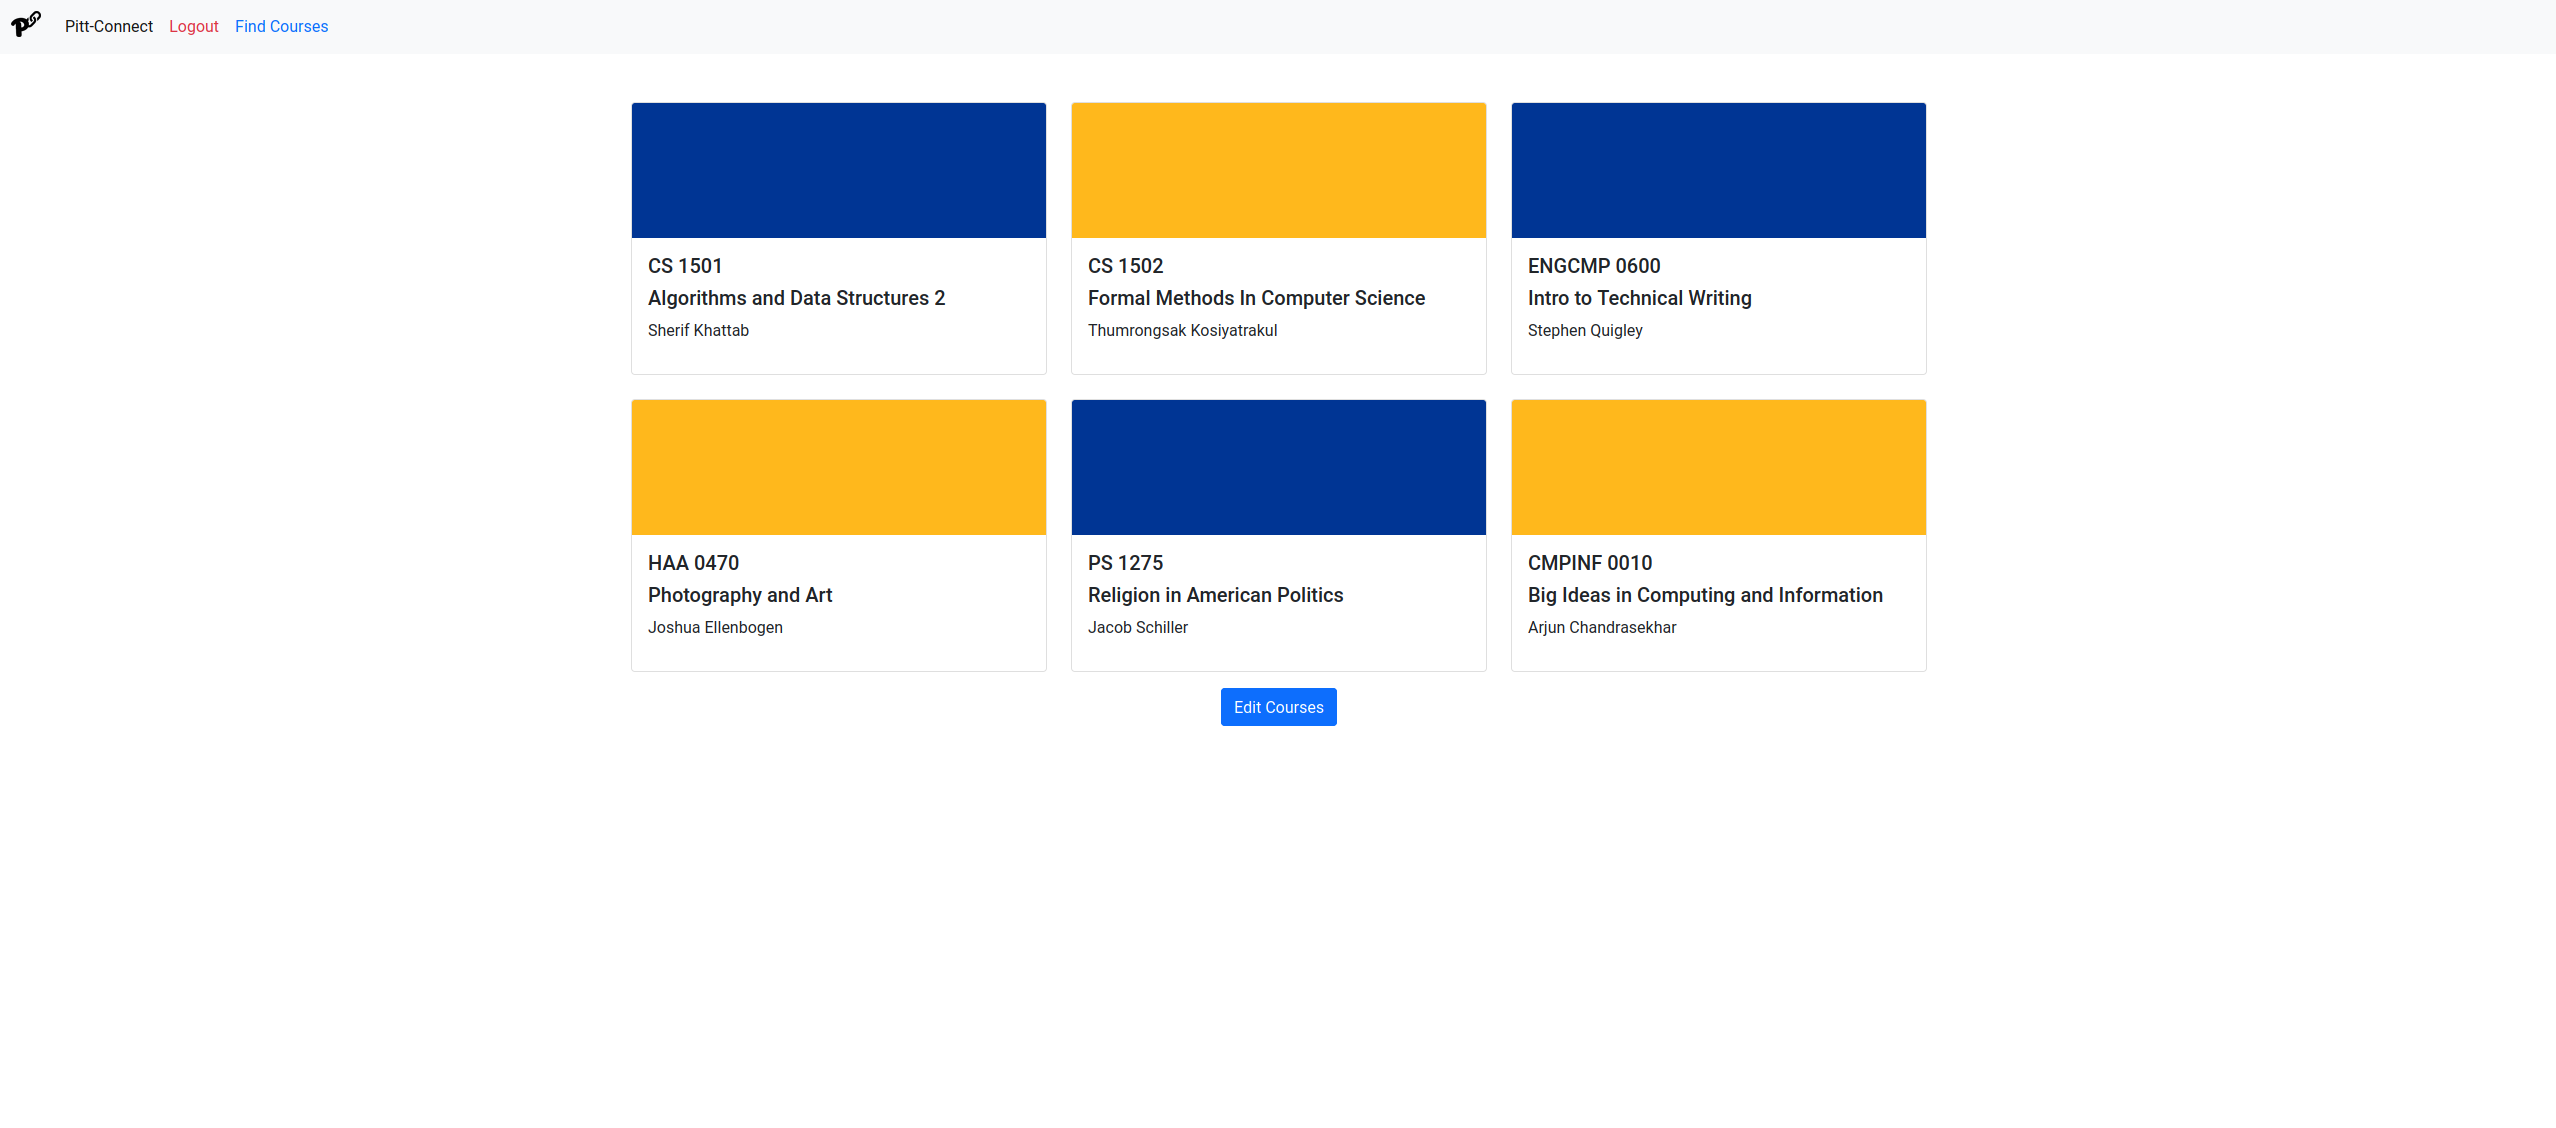 Pitt-Connect Logout Find Courses
CS 1501
Algorithms and Data Structures 2
Sherif Khattab
CS 1502
Formal Methods In Computer Science
Thumrongsak Kosiyatrakul
ENGCMP 0600
Intro to Technical Writing
Stephen Quigley
HAA 0470
Photography and Art
Joshua Ellenbogen
PS 1275
Religion in American Politics
Jacob Schiller
CMPINF 0010
Big Ideas in Computing and Information
Arjun Chandrasekhar
Edit Courses